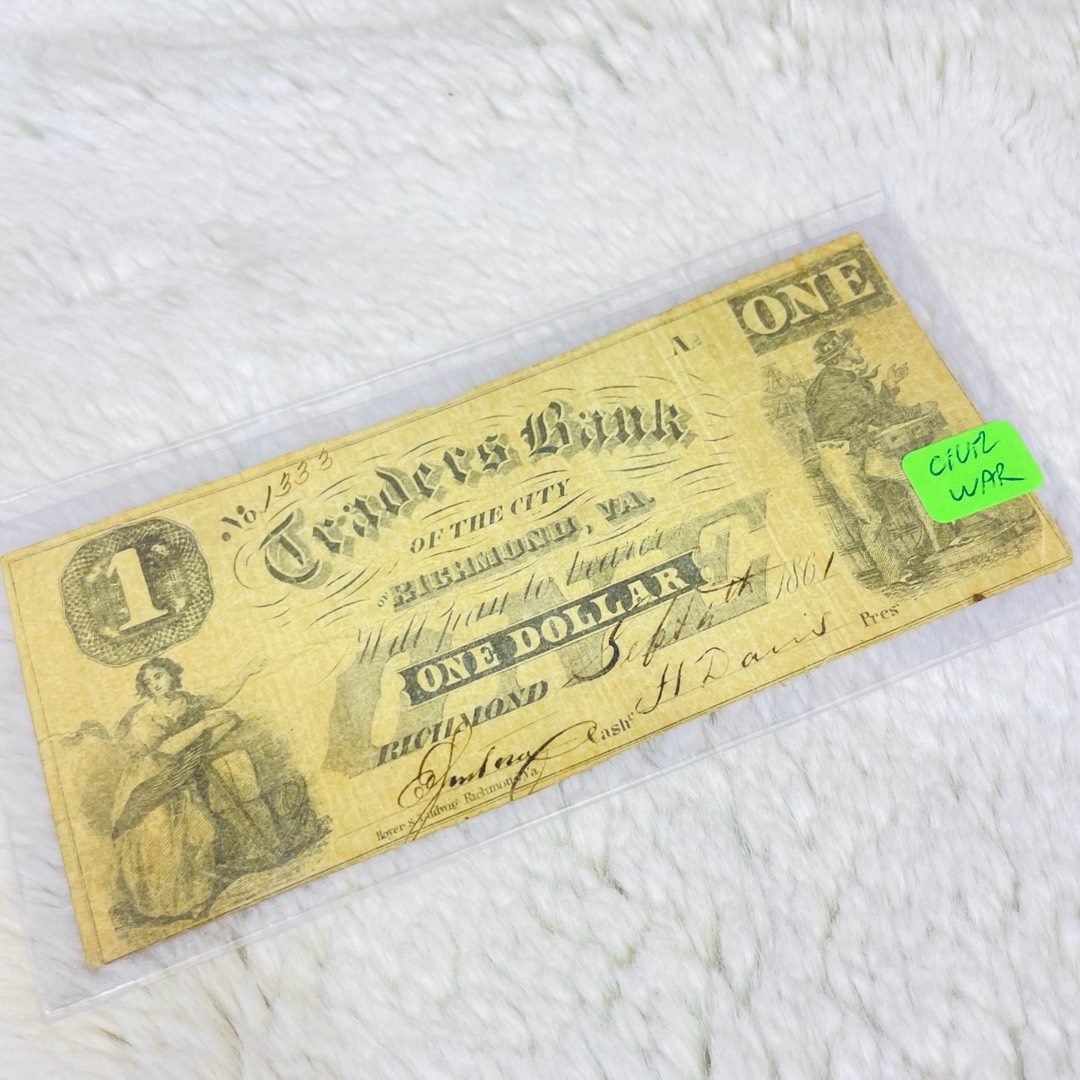 ONE
No. 1333
Traders Bank
OF THE CITY
OF RICHMOND, VA.
Will pay to bearer
ONE DOLLAR
ONE
RICHMOND Sept 1861
H Davis Pres'
Cash'
Hoyer & Ludwig Richmond Va
1
CIVIL
WAR